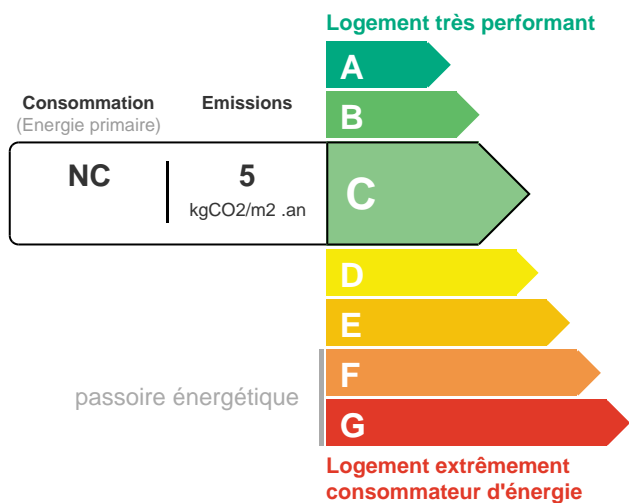 Logement très performant
A
Consommation
(Energie primaire)
Emissions
B
NC
5
kgCO2/m2 .an
C
D
E
F
passoire énergétique
G
Logement extrêmement
consommateur d'énergie